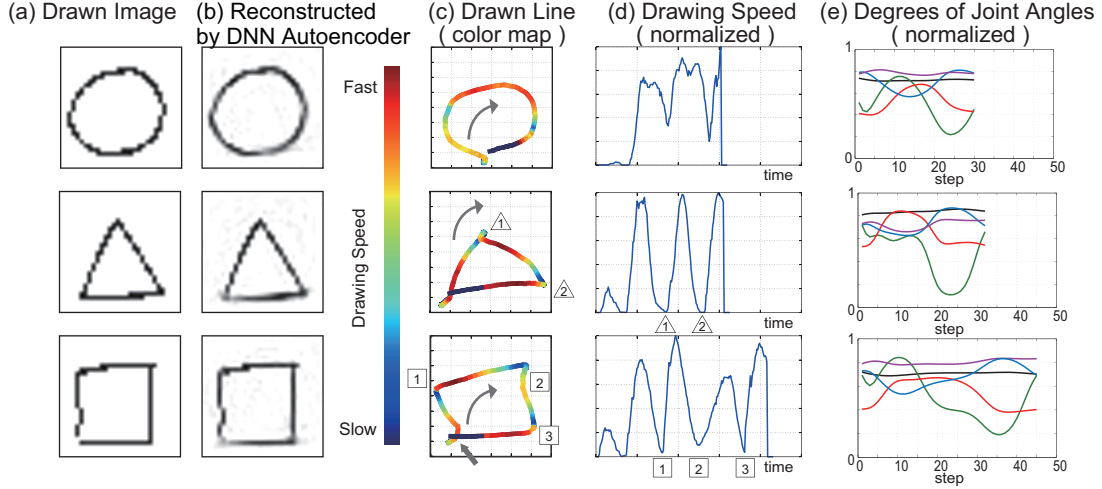 (a) Drawn Image
(b) Reconstructed
by DNN Autoencoder
(c) Drawn Line
( color map )
(d) Drawing Speed
( normalized )
(e) Degrees of Joint Angles
( normalized )
Fast
Drawing Speed
Slow
time
1
0 10 20 30 40 50
step
1
1
2
1
2
time
1
0 10 20 30 40 50
step
1
1
2
3
1
2
3
time
1
0 10 20 30 40 50
step
1